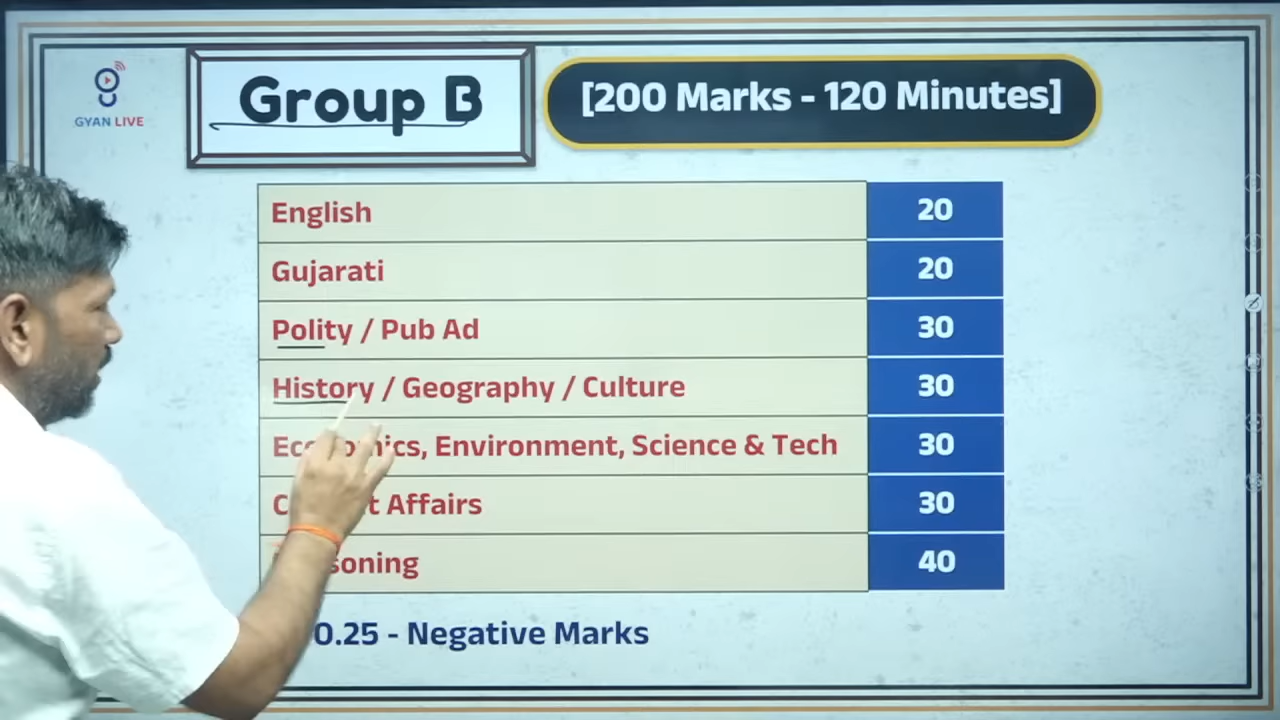 GYAN LIVE
Group B
[200 Marks - 120 Minutes]
English 20
Gujarati 20
Polity / Pub Ad 30
History / Geography / Culture 30
Environment, Science & Tech 30
Affairs 30
40
0.25 - Negative Marks